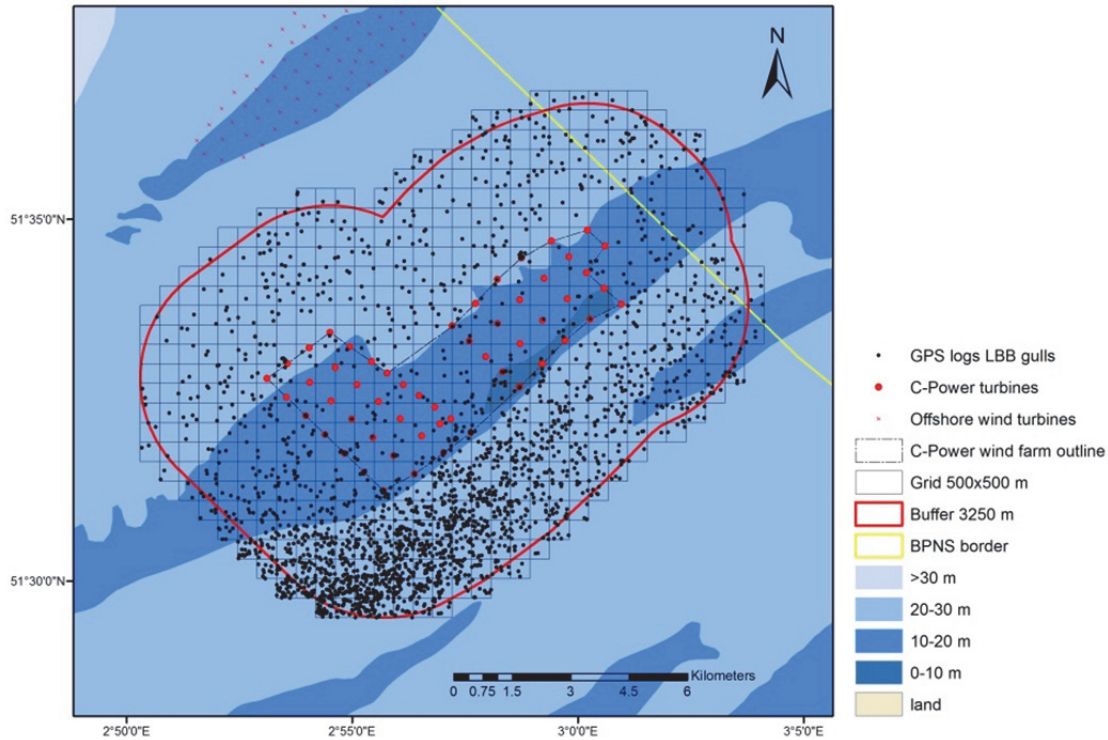 N
51°35'0"N
51°30'0"N
Kilometers
0 0.75 1.5 3 4.5 6
2°50'0"E 2°55'0"E 3°0'0"E 3°5'0"E
GPS logs LBB gulls
C-Power turbines
Offshore wind turbines
C-Power wind farm outline
Grid 500x500 m
Buffer 3250 m
BPNS border
>30 m
20-30 m
10-20 m
0-10 m
land